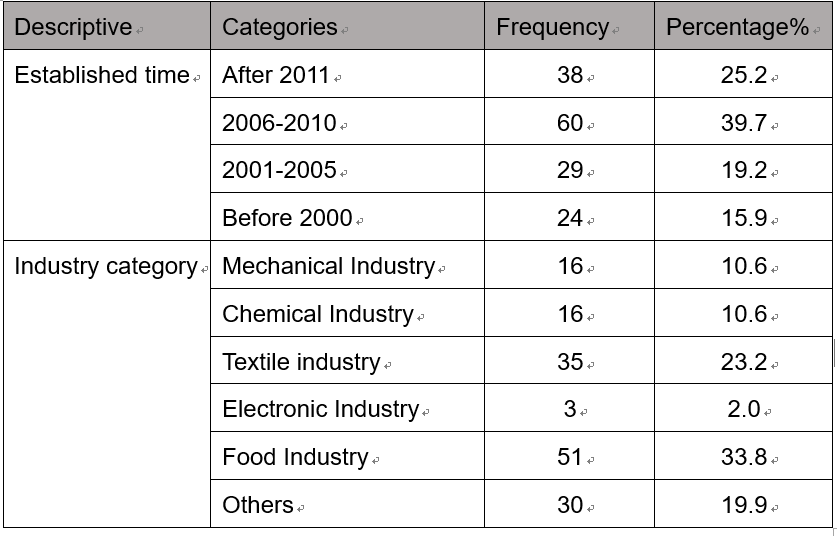 Descriptive Categories Frequency Percentage%
Established time After 2011 38 25.2
2006-2010 60 39.7
2001-2005 29 19.2
Before 2000 24 15.9
Industry category Mechanical Industry 16 10.6
Chemical Industry 16 10.6
Textile industry 35 23.2
Electronic Industry 3 2.0
Food Industry 51 33.8
Others 30 19.9